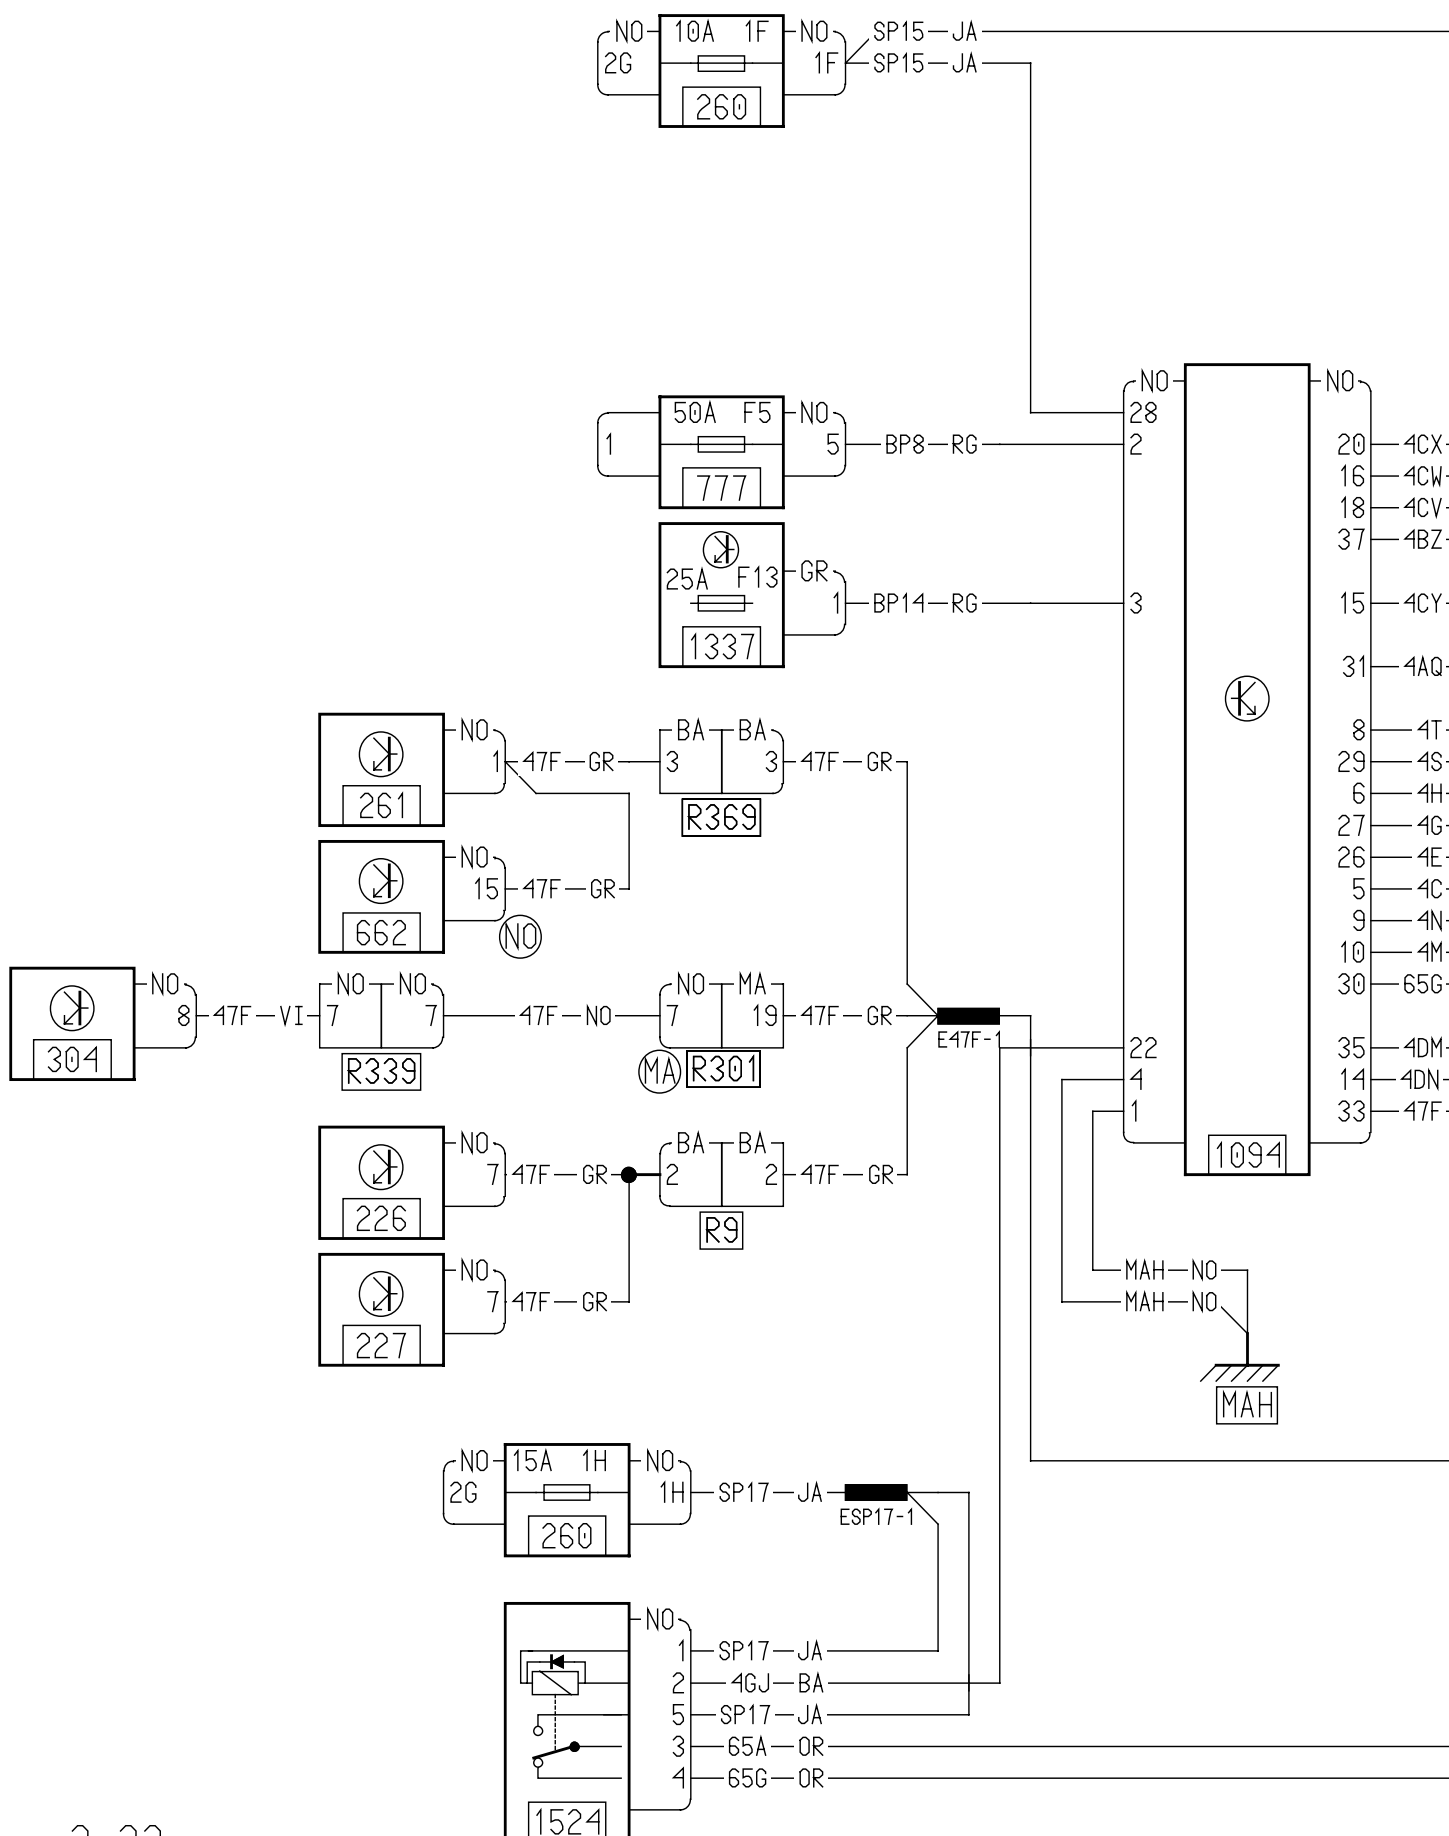 NO 10A 1F NO SP15 JA
2G 1F SP15 JA
260
NO NO
28
50A F5 NO
1 5 BP8 RG 2 20 4CX
777 16 4CW
18 4CV
37 4BZ
25A F13 GR
1 BP14 RG 3 15 4CY
1337
31 4AQ
NO BA BA 8 4T
1 47F GR 3 3 47F GR 29 4S
261 R369 6 4H
27 4G
NO 26 4E
15 47F GR 5 4C
662 NO 9 4N
10 4M
NO NO NO NO MA 30 65G
8 47F VI 7 7 47F NO 7 19 47F GR
E47F-1
304 R339 MA R301 22 35 4DM
4 14 4DN
1 33 47F
NO BA BA 1094
7 47F GR 2 2 47F GR
226 R9
NO MAH NO
7 47F GR MAH NO
227
MAH
NO 15A 1H NO
2G 1H SP17 JA
260 ESP17-1
NO
1 SP17 JA
2 4GJ BA
5 SP17 JA
3 65A OR
4 65G OR
1524